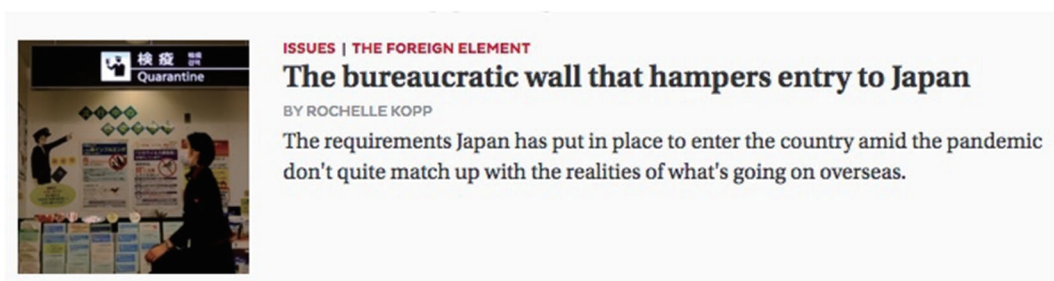 検疫
Quarantine
ISSUES | THE FOREIGN ELEMENT
The bureaucratic wall that hampers entry to Japan
BY ROCHELLE KOPP
The requirements Japan has put in place to enter the country amid the pandemic
don't quite match up with the realities of what's going on overseas.